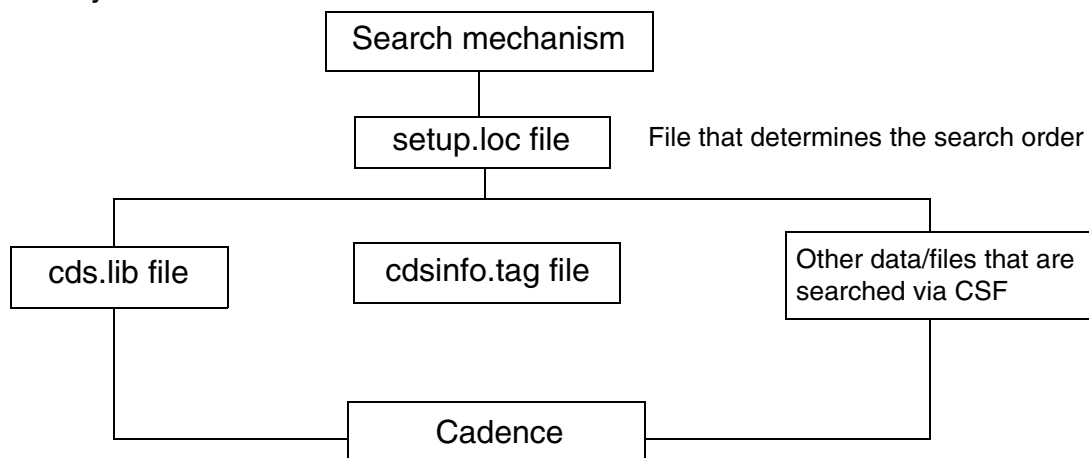 Search mechanism
setup.loc file
File that determines the search order
cds.lib file
cdsinfo.tag file
Other data/files that are
searched via CSF
Cadence